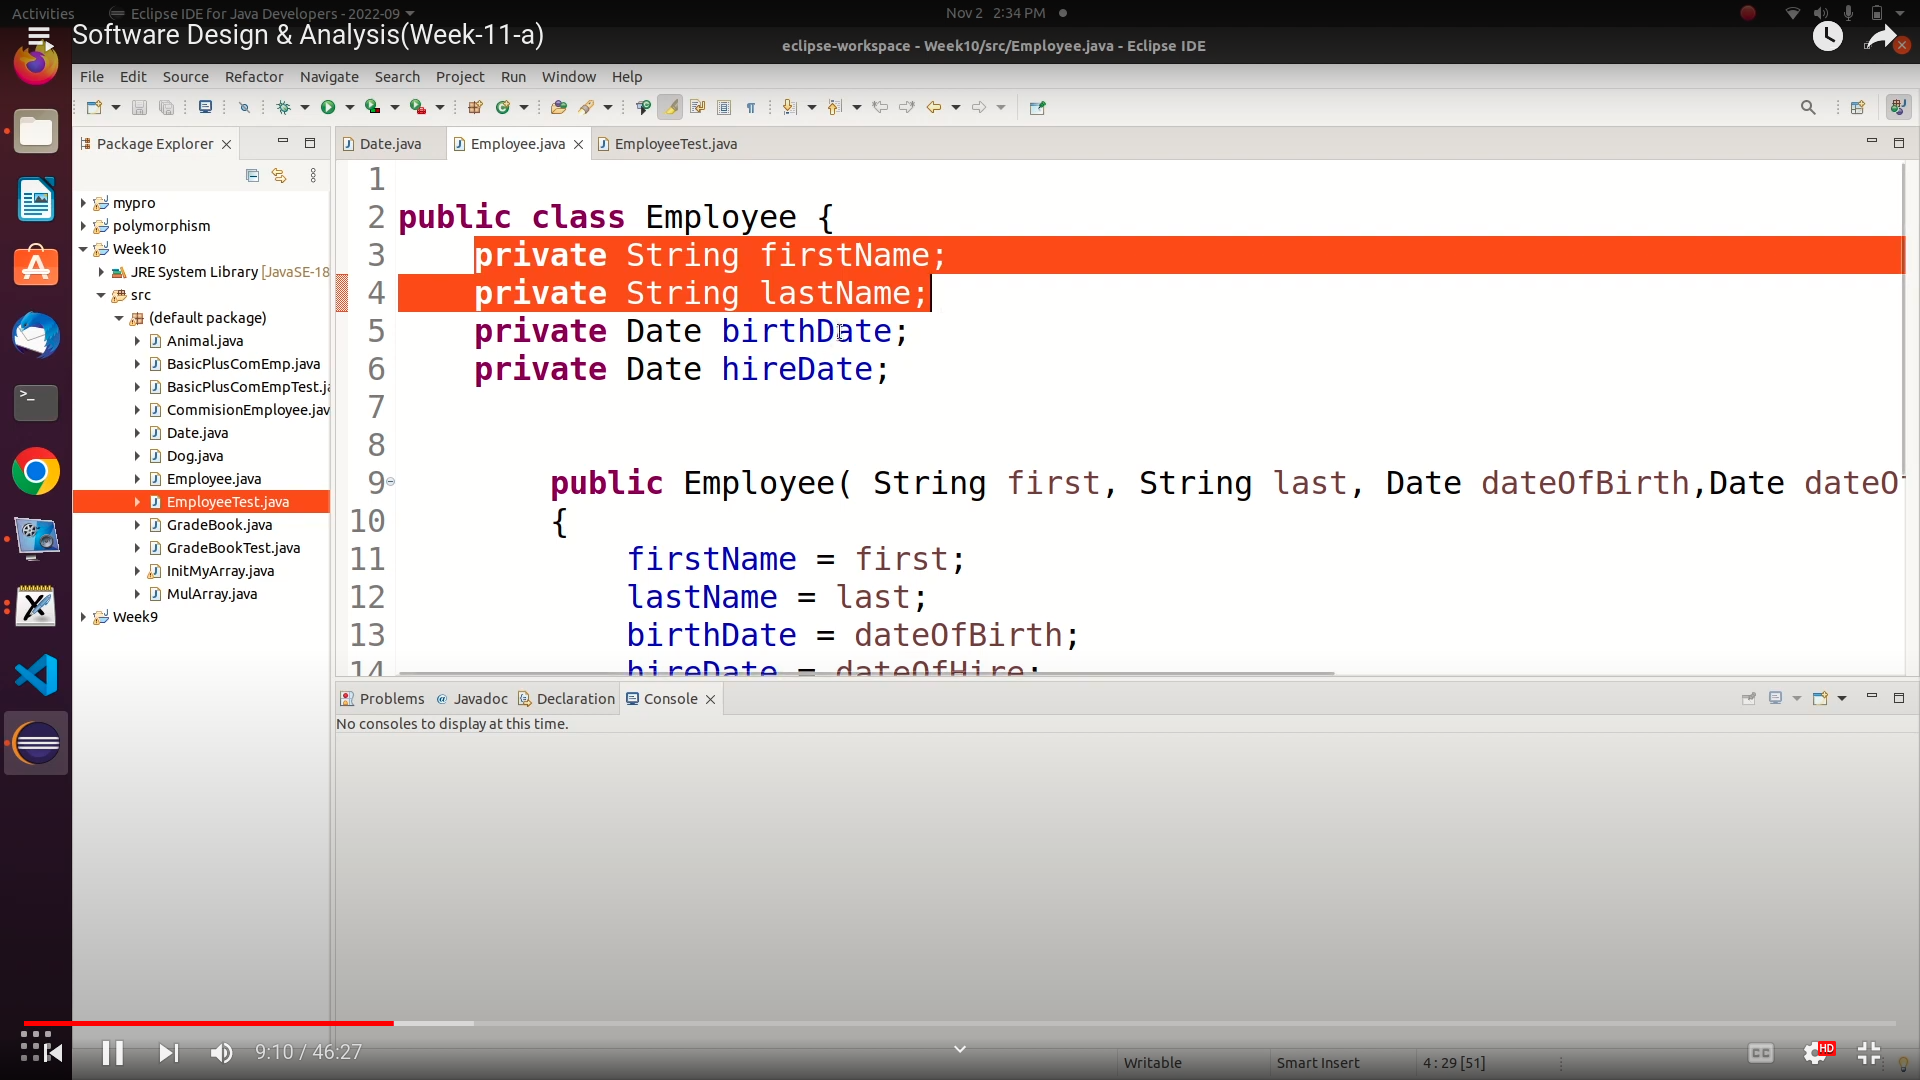 Activities
Eclipse IDE for Java Developers - 2022-09
Nov 2 2:34 PM
Software Design & Analysis(Week-11-a)
eclipse-workspace - Week10/src/Employee.java - Eclipse IDE
File Edit Source Refactor Navigate Search Project Run Window Help
Package Explorer
Date.java
Employee.java
EmployeeTest.java
mypro
polymorphism
Week10
JRE System Library [JavaSE-18
src
(default package)
Animal.java
BasicPlusComEmp.java
BasicPlusComEmpTest.ja
CommisionEmployee.jav
Date.java
Dog.java
Employee.java
EmployeeTest.java
GradeBook.java
GradeBookTest.java
InitMyArray.java
MulArray.java
Week9
1
2 public class Employee {
3 private String firstName;
4 private String lastName;
5 private Date birthDate;
6 private Date hireDate;
7
8
9 public Employee( String first, String last, Date dateOfBirth,Date dateO
10 {
11 firstName = first;
12 lastName = last;
13 birthDate = dateOfBirth;
14 hireDate = dateOfHire;
Problems
Javadoc
Declaration
Console
No consoles to display at this time.
9:10 / 46:27
Writable
Smart Insert
4:29 [51]
CC
HD